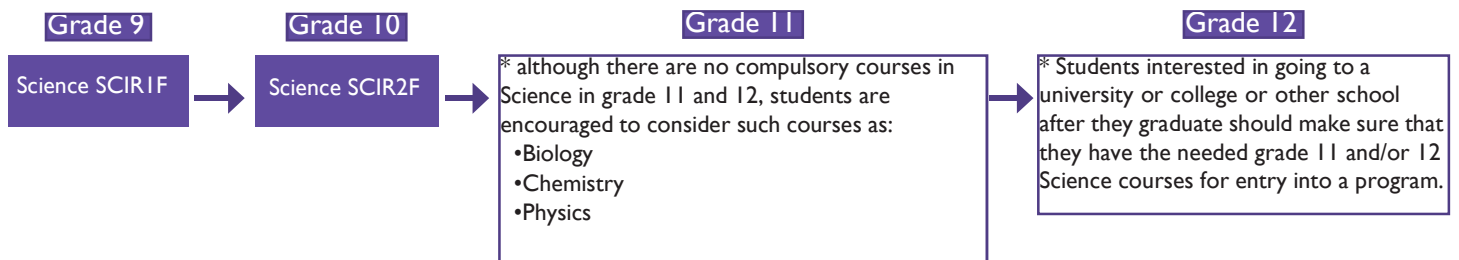 Grade 9
Science SCIR1F
Grade 10
Science SCIR2F
Grade 11
* although there are no compulsory courses in
Science in grade 11 and 12, students are
encouraged to consider such courses as:
•Biology
•Chemistry
•Physics
Grade 12
* Students interested in going to a
university or college or other school
after they graduate should make sure that
they have the needed grade 11 and/or 12
Science courses for entry into a program.